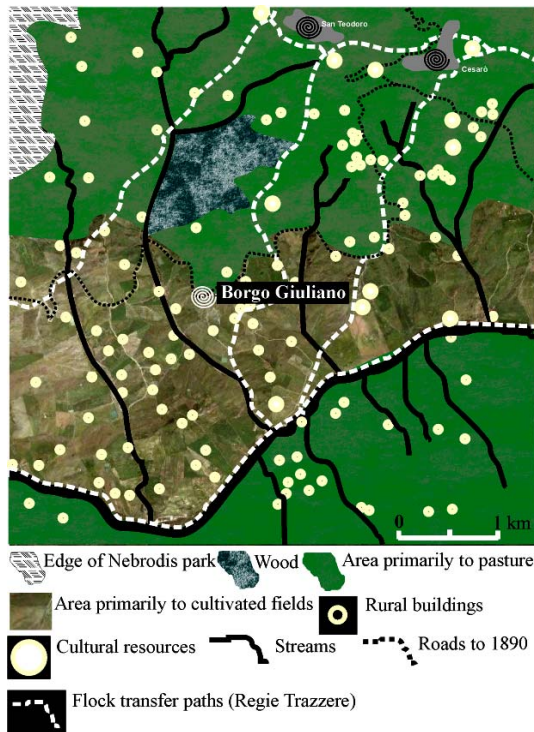 San Teodoro
Cesarò
Borgo Giuliano
0 1 km
Edge of Nebrodis park Wood Area primarily to pasture
Area primarily to cultivated fields Rural buildings
Cultural resources Streams Roads to 1890
Flock transfer paths (Regie Trazzere)